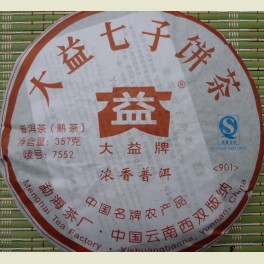 大益七子饼茶
益
®
普洱茶(熟茶)
净含量:357克
唛号:7552
大益牌
浓香普洱
<901>
中国名牌农产品
勐海茶厂·中国云南西双版纳
Menghai Tea Factory · Xishuangbanna, Yunnan, China